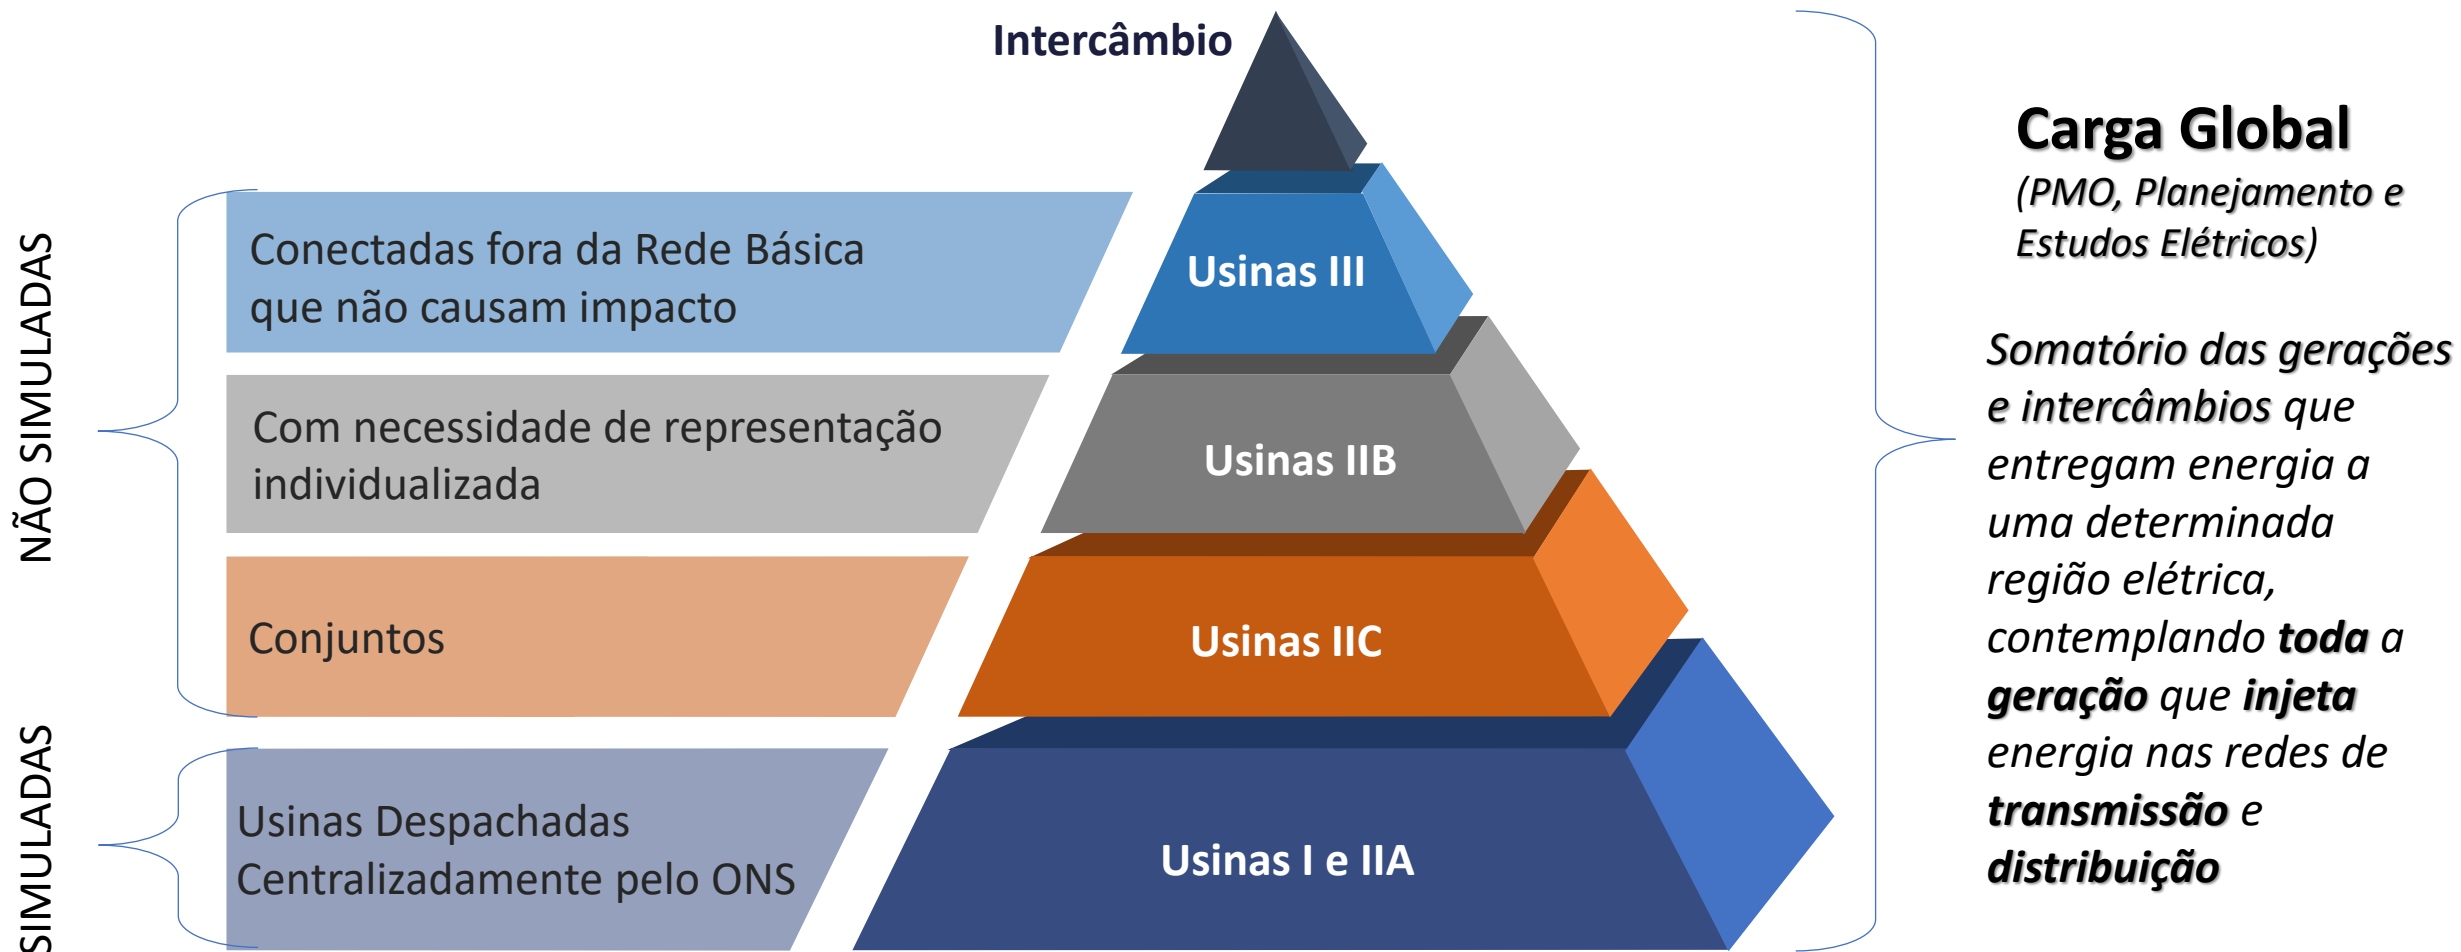 Intercâmbio
NÃO SIMULADAS
Conectadas fora da Rede Básica
que não causam impacto
Usinas III
Com necessidade de representação
individualizada
Usinas IIB
Conjuntos
Usinas IIC
SIMULADAS
Usinas Despachadas
Centralizadamente pelo ONS
Usinas I e IIA
Carga Global
(PMO, Planejamento e
Estudos Elétricos)
Somatório das gerações
e intercâmbios que
entregam energia a
uma determinada
região elétrica,
contemplando toda a
geração que injeta
energia nas redes de
transmissão e
distribuição